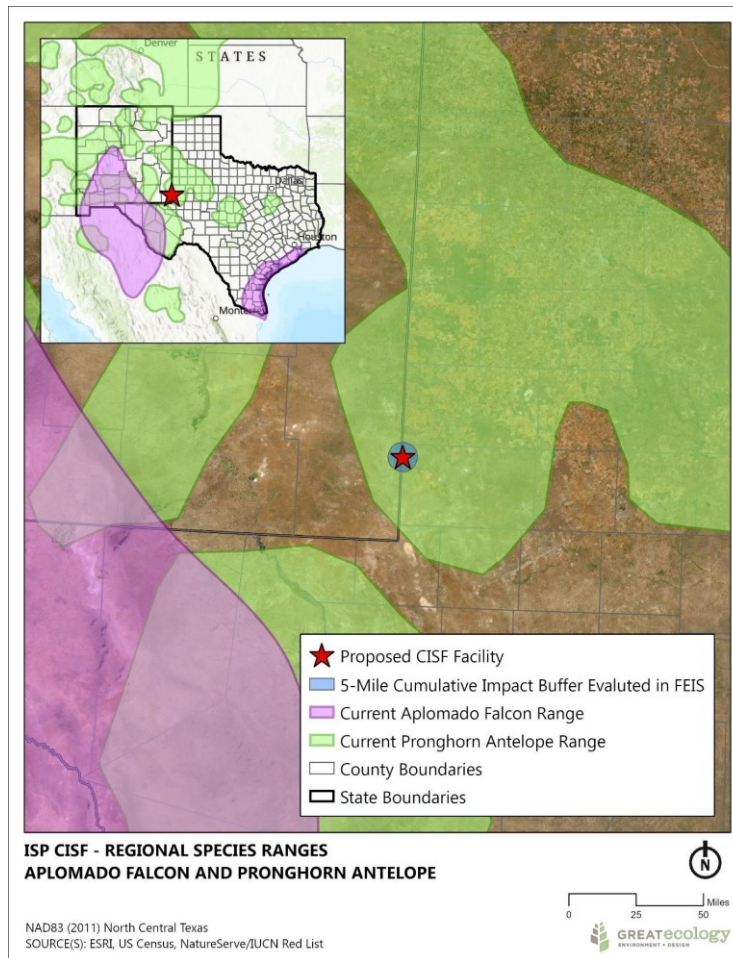 Denver
STATES
Dallas
Houston
Proposed CISF Facility
5-Mile Cumulative Impact Buffer Evaluted in FEIS
Current Aplomado Falcon Range
Current Pronghorn Antelope Range
County Boundaries
State Boundaries
ISP CISF - REGIONAL SPECIES RANGES
APLOMADO FALCON AND PRONGHORN ANTELOPE
N
Miles
0 25 50
NAD83 (2011) North Central Texas
SOURCE(S): ESRI, US Census, NatureServe/IUCN Red List
GREATecology
ENVIRONMENT + DESIGN